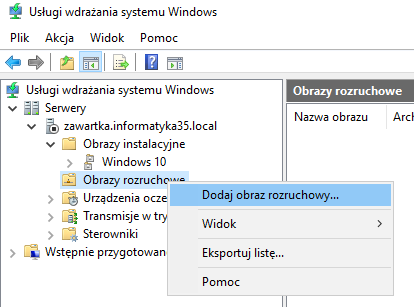 Usługi wdrażania systemu Windows
Plik Akcja Widok Pomoc
Usługi wdrażania systemu Windows
Serwery
zawartka.informatyka35.local
Obrazy instalacyjne
Windows 10
Obrazy rozruchowe
Urządzenia ocze
Transmisje w try
Sterowniki
Wstępnie przygotowan
Obrazy rozruchowe
Nazwa obrazu Arch
Dodaj obraz rozruchowy...
Widok
Eksportuj listę...
Pomoc